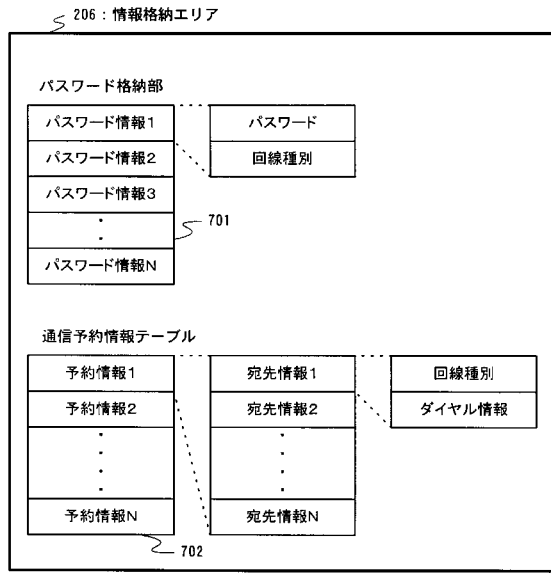 206：情報格納エリア
パスワード格納部
パスワード情報1
パスワード
パスワード情報2
回線種別
パスワード情報3
701
パスワード情報N
通信予約情報テーブル
予約情報1
宛先情報1
回線種別
予約情報2
宛先情報2
ダイヤル情報
予約情報N
宛先情報N
702